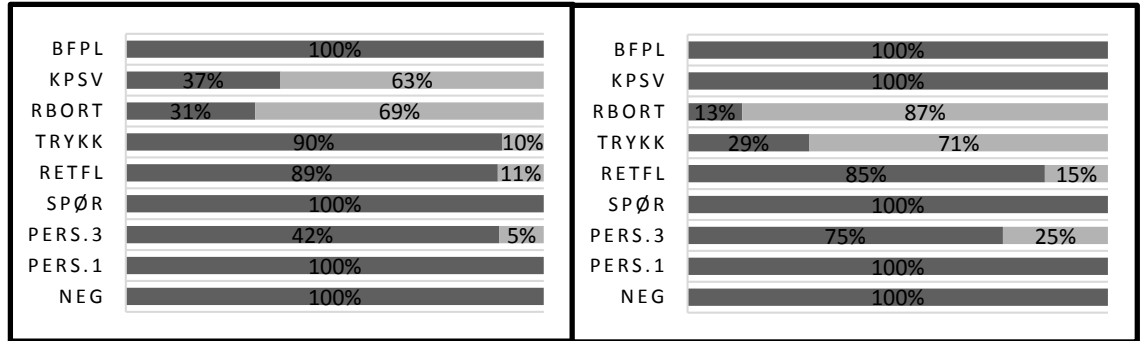 BFPL 100%
KPSV 37% 63%
RBORT 31% 69%
TRYKK 90% 10%
RETFL 89% 11%
SPØR 100%
PERS.3 42% 5%
PERS.1 100%
NEG 100%
BFPL 100%
KPSV 100%
RBORT 13% 87%
TRYKK 29% 71%
RETFL 85% 15%
SPØR 100%
PERS.3 75% 25%
PERS.1 100%
NEG 100%